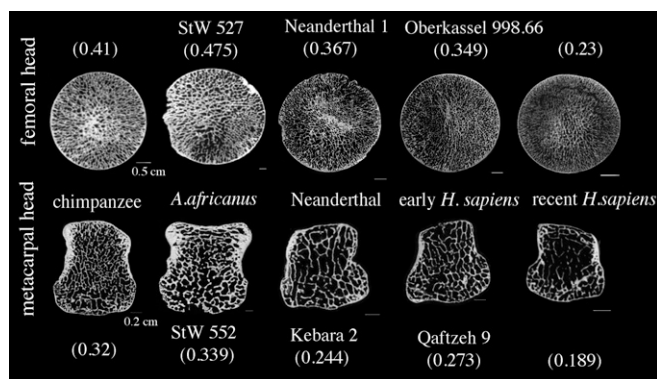 StW 527 Neanderthal 1 Oberkassel 998.66
(0.41) (0.475) (0.367) (0.349) (0.23)
femoral head
0.5 cm
chimpanzee A.africanus Neanderthal early H. sapiens recent H.sapiens
metacarpal head
0.2 cm
StW 552 Kebara 2 Qaftzeh 9
(0.32) (0.339) (0.244) (0.273) (0.189)